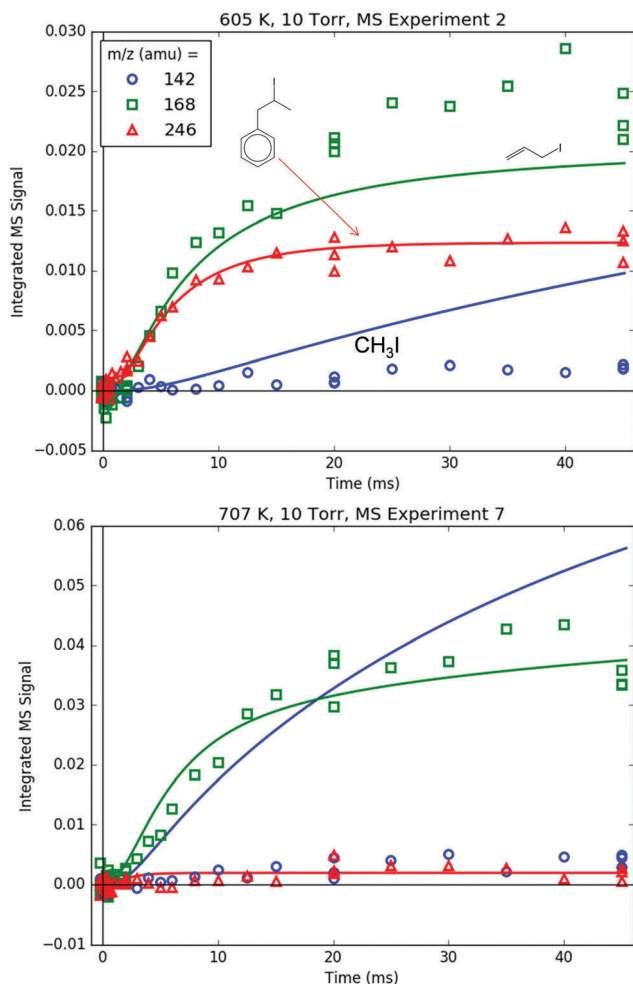 605 K, 10 Torr, MS Experiment 2
0.030
0.025
0.020
0.015
0.010
0.005
0.000
−0.005
Integrated MS Signal
m/z (amu) =
142
168
246
I
I
CH3I
0
10
20
30
40
Time (ms)
707 K, 10 Torr, MS Experiment 7
0.06
0.05
0.04
0.03
0.02
0.01
0.00
−0.01
Integrated MS Signal
0
10
20
30
40
Time (ms)